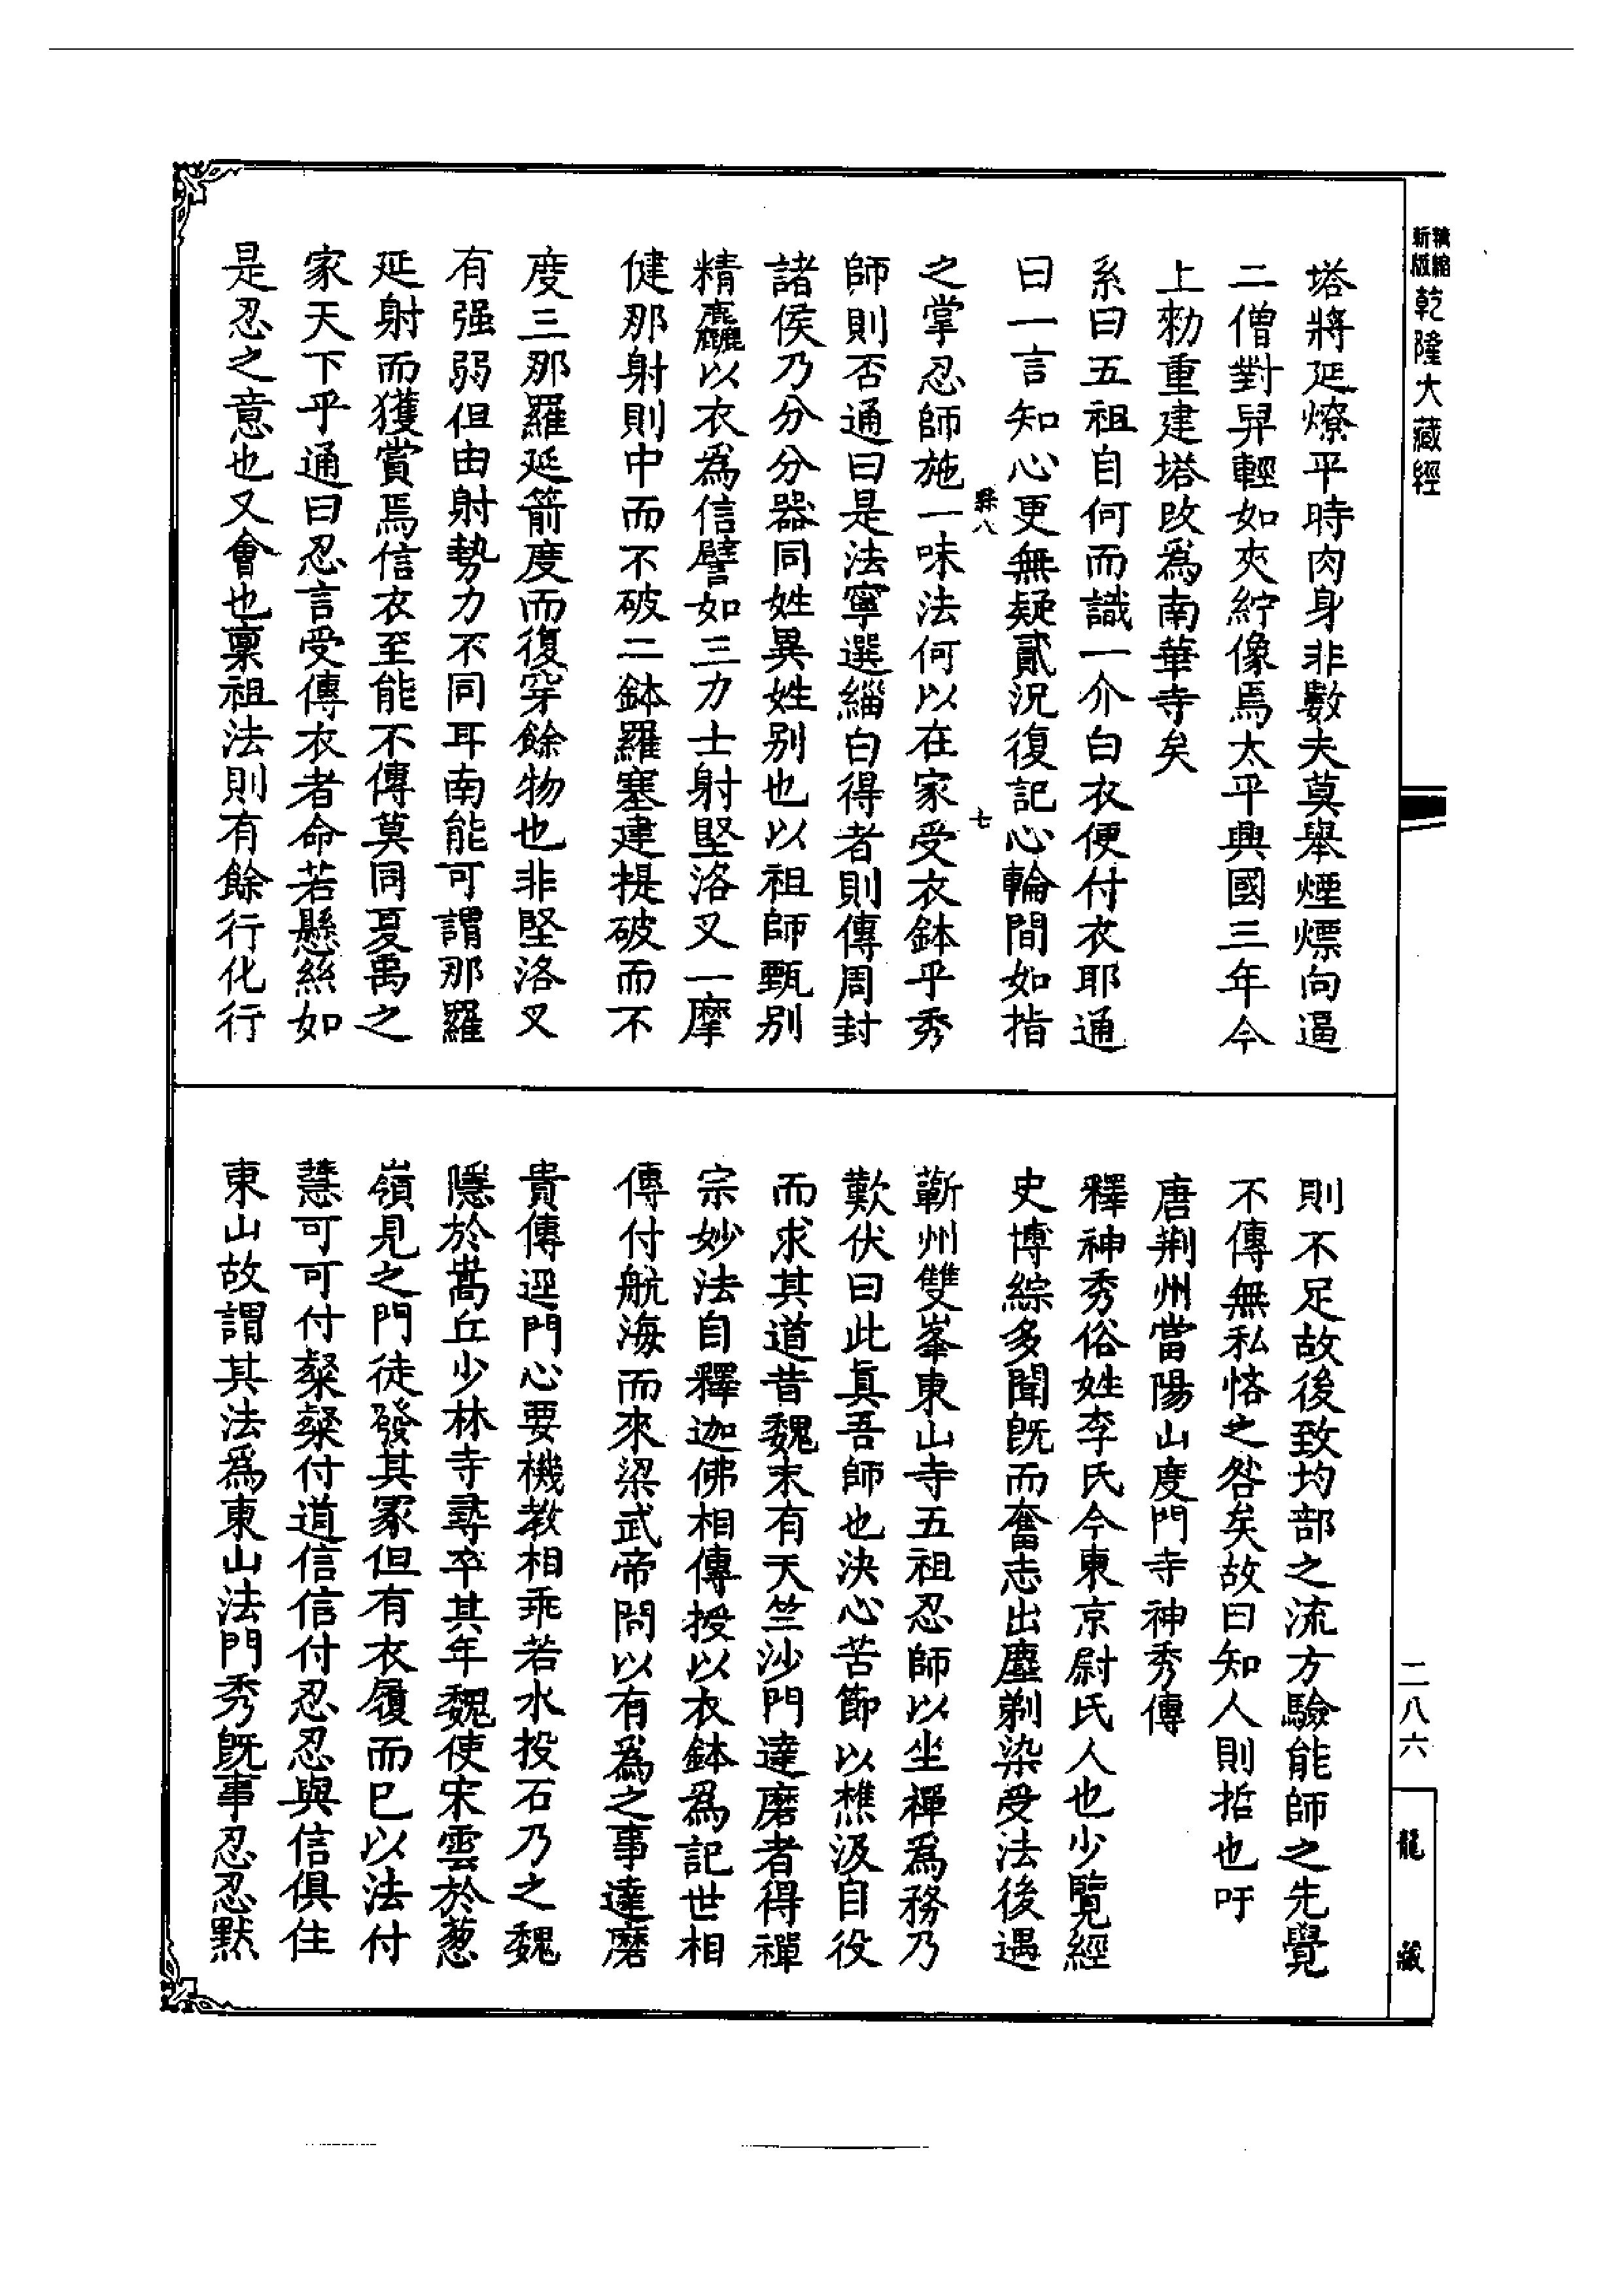 精縮新版 乾隆大藏經
塔將延燎平時肉身非數夫莫舉煙熛向逼
二僧對舁輕如夾紵像焉太平興國三年今
上勑重建塔改爲南華寺矣
系曰五祖自何而識一介白衣便付衣耶通
曰一言知心更無疑貳況復記心輪間如指
縣八
七
之掌忍師施一味法何以在家受衣鉢乎秀
師則否通曰是法寧選緇白得者則傳周封
諸侯乃分分器同姓異姓别也以祖師甄别
精麤以衣爲信譬如三力士射堅洛叉一摩
健那射則中而不破二鉢羅塞建提破而不
度三那羅延箭度而復穿餘物也非堅洛叉
有强弱但由射勢力不同耳南能可謂那羅
延射而獲賞焉信衣至能不傳莫同夏禹之
家天下乎通曰忍言受傳衣者命若懸絲如
是忍之意也又會也禀祖法則有餘行化行
則不足故後致均部之流方驗能師之先覺
不傳無私悋之咎矣故曰知人則哲也吁
唐荆州當陽山度門寺神秀傳
釋神秀俗姓李氏今東京尉氏人也少覽經
史博綜多聞旣而奮志出塵剃染受法後遇
蘄州雙峯東山寺五祖忍師以坐禪爲務乃
歎伏曰此眞吾師也決心苦節以樵汲自役
而求其道昔魏末有天竺沙門達磨者得禪
宗妙法自釋迦佛相傳授以衣鉢爲記世相
傳付航海而來梁武帝問以有爲之事達磨
貴傳逕門心要機教相乖若水投石乃之魏
隱於嵩丘少林寺尋卒其年魏使宋雲於葱
嶺見之門徒發其冢但有衣履而已以法付
慧可可付粲粲付道信信付忍忍與信俱住
東山故謂其法爲東山法門秀旣事忍忍默
二八六
龍藏